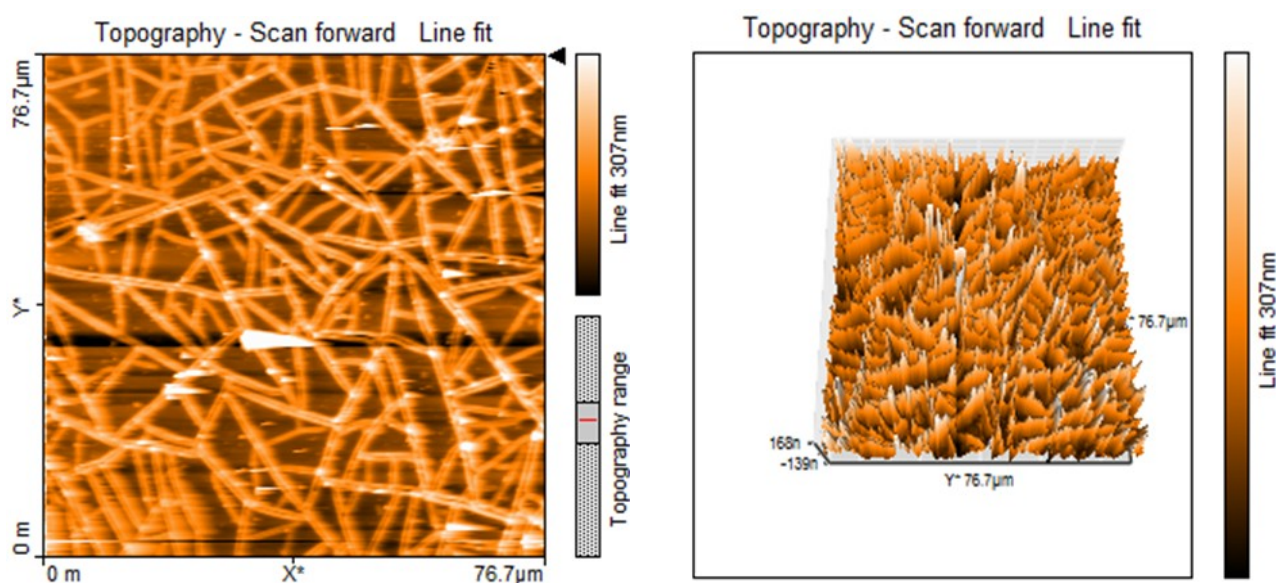 Topography - Scan forward Line fit
76.7µm
Y*
0 m
0 m
X*
76.7µm
Line fit 307nm
Topography range
Topography - Scan forward Line fit
76.7µm
168n
-139n
Y* 76.7µm
Line fit 307nm